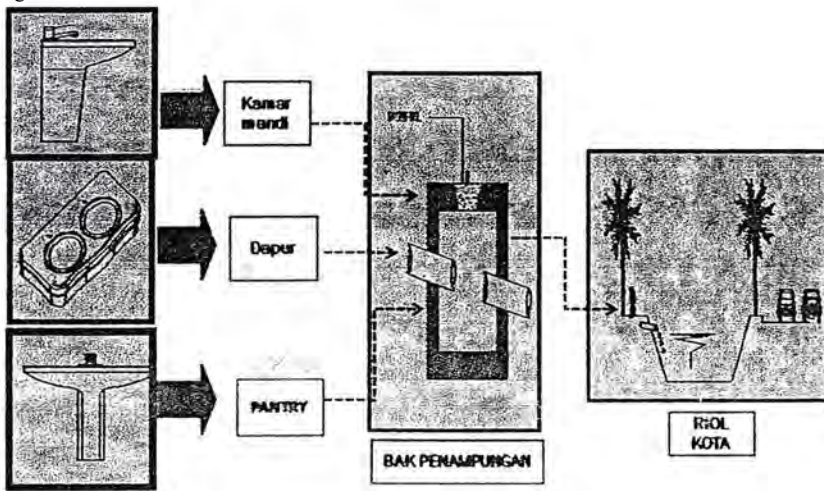 Kamar
mandi
Dapur
PANTRY
BAK PENAMPUNGAN
RIOL
KOTA